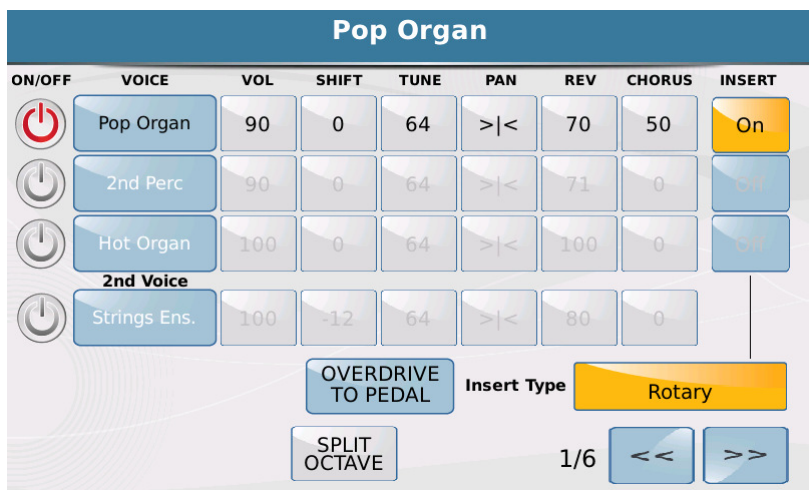 Pop Organ
ON/OFF VOICE VOL SHIFT TUNE PAN REV CHORUS INSERT
Pop Organ 90 0 64 >|< 70 50 On
2nd Perc 90 0 64 >|< 71 0 Off
Hot Organ 100 0 64 >|< 100 0 Off
2nd Voice
Strings Ens. 100 -12 64 >|< 80 0
OVERDRIVE
TO PEDAL
Insert Type Rotary
SPLIT
OCTAVE
1/6 << >>